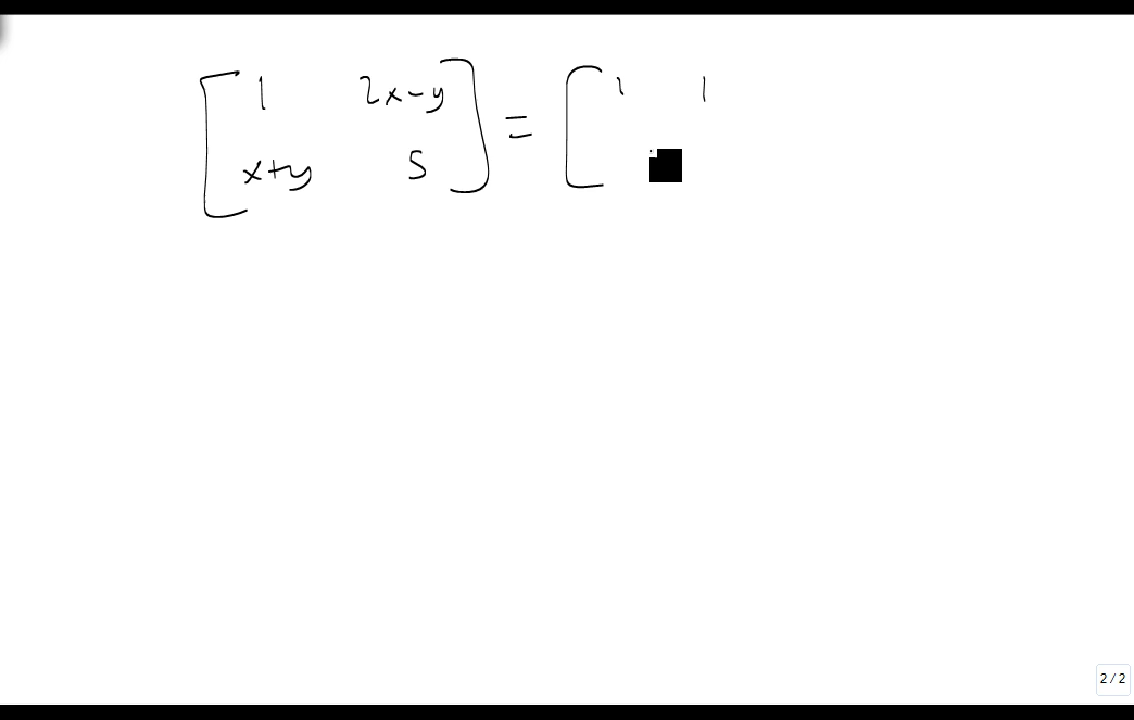 [ 1 2x-y ] = [ 1 1
x+y 5
2/2